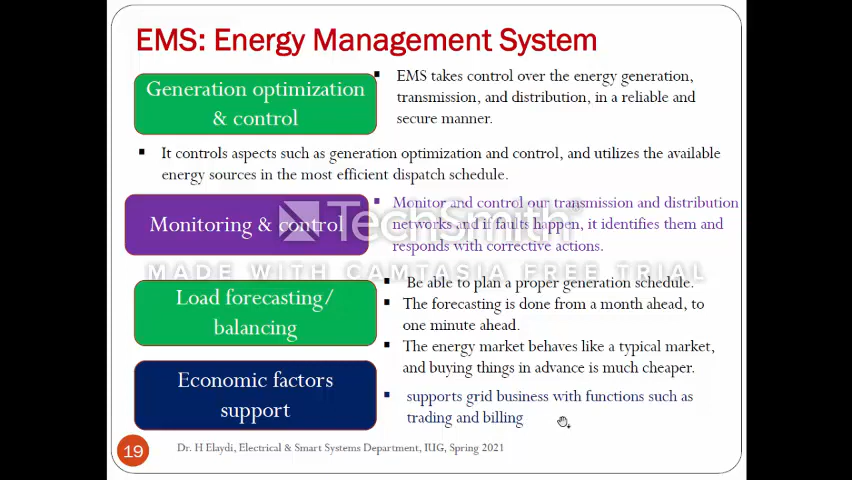 EMS: Energy Management System
Generation optimization
& control
▪ EMS takes control over the energy generation,
transmission, and distribution, in a reliable and
secure manner.
▪ It controls aspects such as generation optimization and control, and utilizes the available
energy sources in the most efficient dispatch schedule.
Monitoring & control
▪ Monitor and control our transmission and distribution
networks and if faults happen, it identifies them and
responds with corrective actions.
TechSmith
MADE WITH CAMTASIA FREE TRIAL
Load forecasting/
balancing
▪ Be able to plan a proper generation schedule.
▪ The forecasting is done from a month ahead, to
one minute ahead.
▪ The energy market behaves like a typical market,
and buying things in advance is much cheaper.
Economic factors
support
▪ supports grid business with functions such as
trading and billing
19
Dr. H Elaydi, Electrical & Smart Systems Department, IUG, Spring 2021